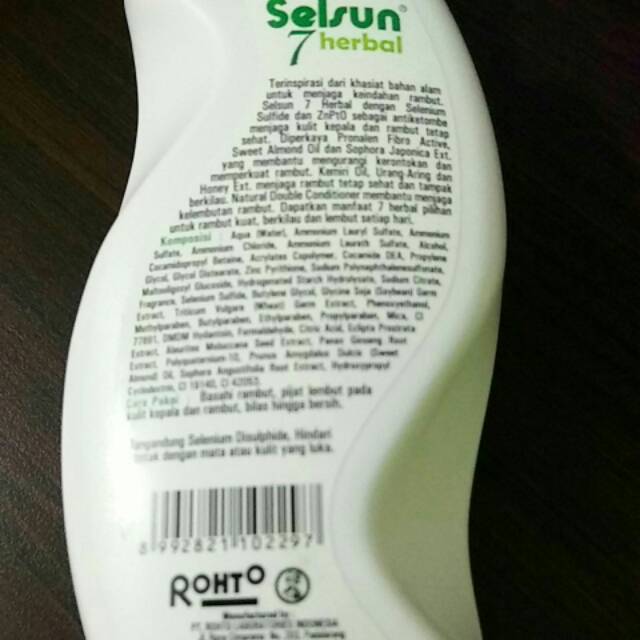 Selsun®
7 herbal
Terinspirasi dari khasiat bahan alam
untuk menjaga keindahan rambut.
Selsun 7 Herbal dengan Selenium
Sulfide dan ZnPtO sebagai antiketombe
menjaga kulit kepala dan rambut tetap
sehat. Diperkaya Pronalen Fibro Active,
Sweet Almond Oil dan Sophora Japonica Ext.
yang membantu mengurangi kerontokan dan
memperkuat rambut. Kemiri Oil, Urang Aring dan
Honey Ext. menjaga rambut tetap sehat dan tampak
berkilau. Natural Double Conditioner membantu menjaga
kelembutan rambut. Dapatkan manfaat 7 herbal pilihan
untuk rambut kuat, berkilau dan lembut setiap hari.
Komposisi : Aqua (Water), Ammonium Lauryl Sulfate, Ammonium
Sulfate, Ammonium Chloride, Ammonium Laureth Sulfate, Alcohol,
Cocamidopropyl Betaine, Acrylates Copolymer, Cocamide DEA, Propylene
Glycol, Glycol Distearate, Zinc Pyrithione, Sodium Polynaphthalenesulfonate,
Hydrogenated Starch Hydrolysate, Sodium Citrate
Fragrance, Selenium Sulfide, Butylene Glycol, Glycine Soja (Soybean) Germ
Extract, Triticum Vulgare (Wheat) Germ Extract, Phenoxyethanol,
Methylparaben, Butylparaben, Ethylparaben, Propylparaben, Mica, CI
77891, DMDM Hydantoin, Formaldehyde, Citric Acid, Eclipta Prostrata
Extract, Aleurites Moluccana Seed Extract, Panax Ginseng Root
Extract, Prunus Amygdalus Dulcis (Sweet
Almond) Oil, Sophora Angustifolia Root Extract, Hydroxypropyl
CI 19140, CI 42053.
Cara Pakai : Basahi rambut, pijat lembut pada
kulit kepala dan rambut, bilas hingga bersih.
Mengandung Selenium Disulphide, Hindari
kontak dengan mata atau kulit yang luka.
8 992821 102297
ROHTO
Manufactured by :
PT. ROHTO LABORATORIES INDONESIA